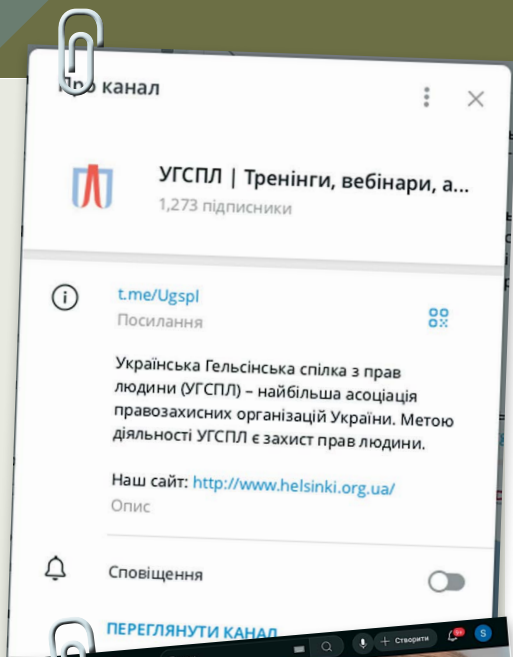 Про канал
УГСПЛ | Тренінги, вебінари, а...
1,273 підписники
t.me/Ugspl
Посилання
Українська Гельсінська спілка з прав
людини (УГСПЛ) – найбільша асоціація
правозахисних організацій України. Метою
діяльності УГСПЛ є захист прав людини.
Наш сайт: http://www.helsinki.org.ua/
Опис
Сповіщення
ПЕРЕГЛЯНУТИ КАНАЛ
+ Створити
9+
S